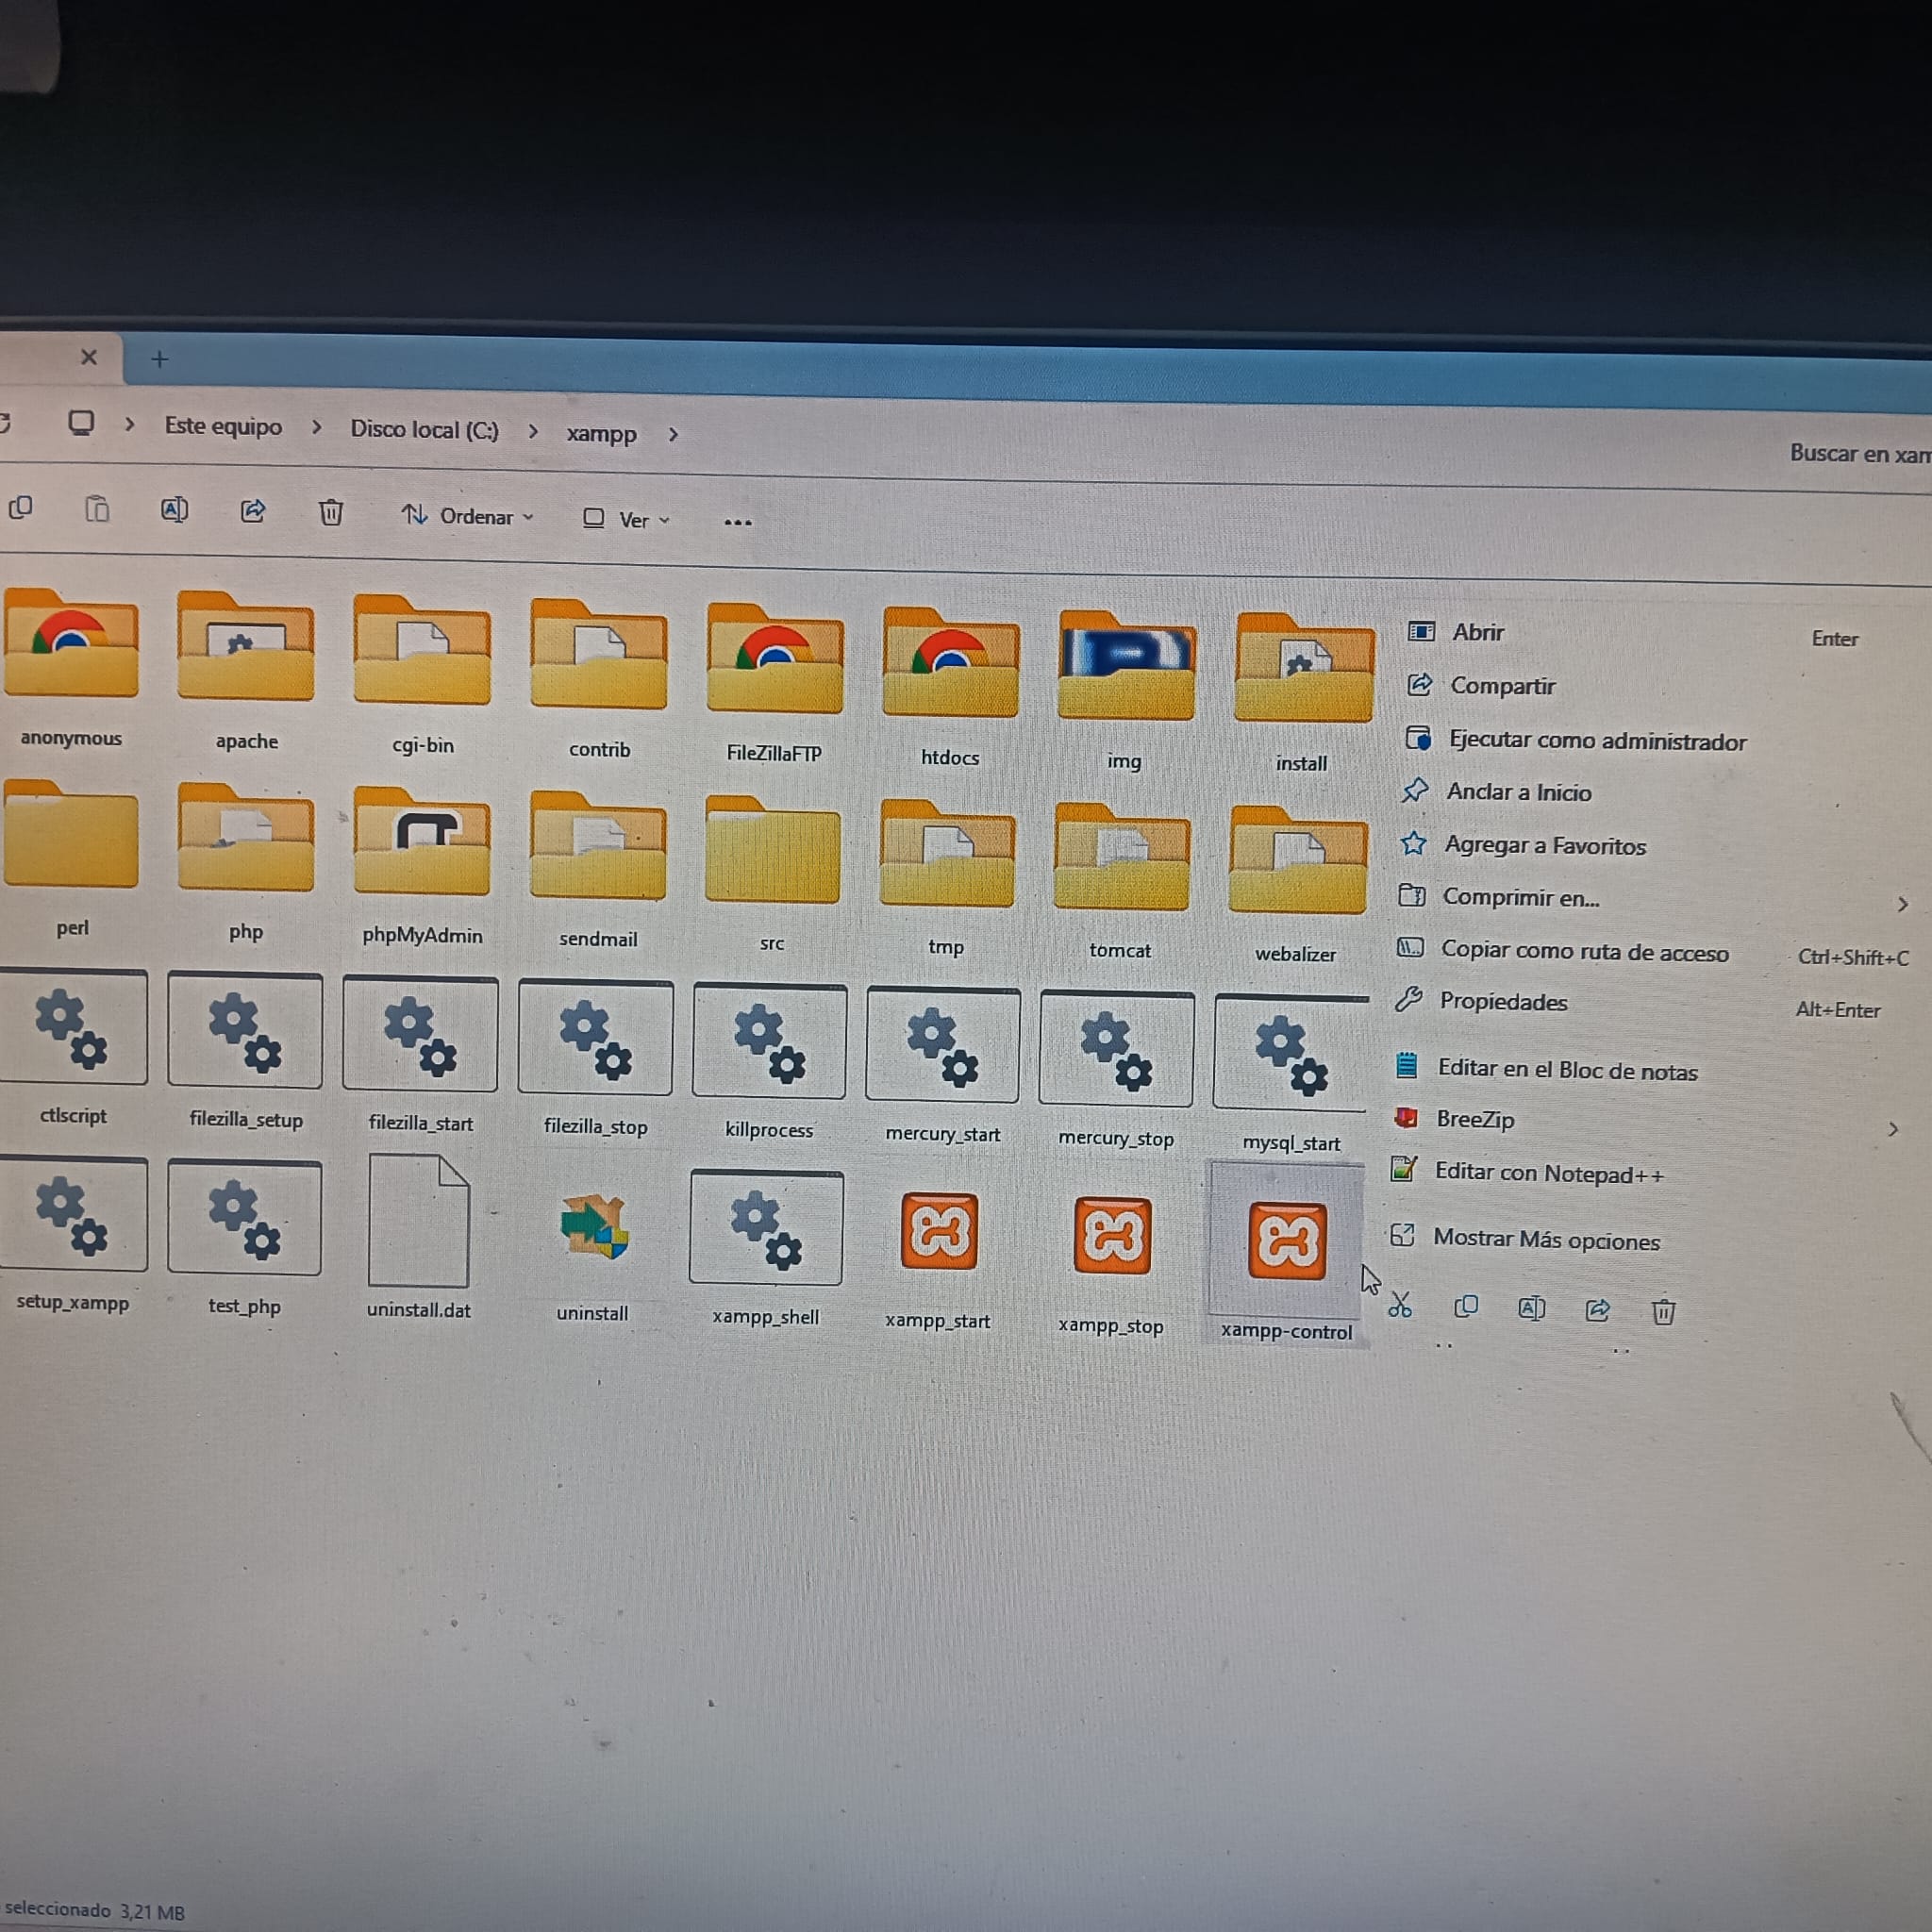 Este equipo > Disco local (C:) > xampp >
Buscar en xam
Ordenar
Ver
anonymous
apache
cgi-bin
contrib
FileZillaFTP
htdocs
img
install
perl
php
phpMyAdmin
sendmail
src
tmp
tomcat
webalizer
ctlscript
filezilla_setup
filezilla_start
filezilla_stop
killprocess
mercury_start
mercury_stop
mysql_start
setup_xampp
test_php
uninstall.dat
uninstall
xampp_shell
xampp_start
xampp_stop
xampp-control
Abrir Enter
Compartir
Ejecutar como administrador
Anclar a Inicio
Agregar a Favoritos
Comprimir en...
Copiar como ruta de acceso Ctrl+Shift+C
Propiedades Alt+Enter
Editar en el Bloc de notas
BreeZip
Editar con Notepad++
Mostrar Más opciones
seleccionado 3,21 MB